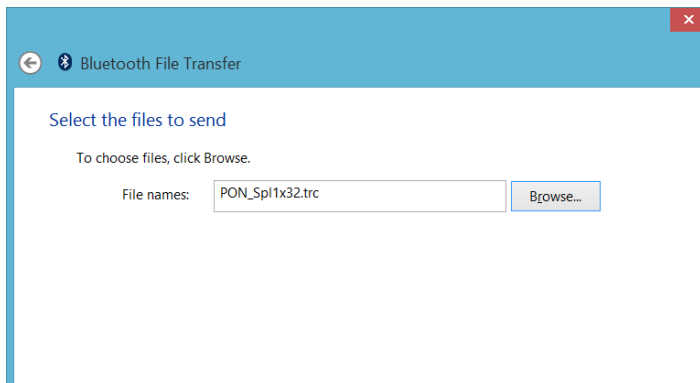 Bluetooth File Transfer
Select the files to send
To choose files, click Browse.
File names: PON_Spl1x32.trc Browse...